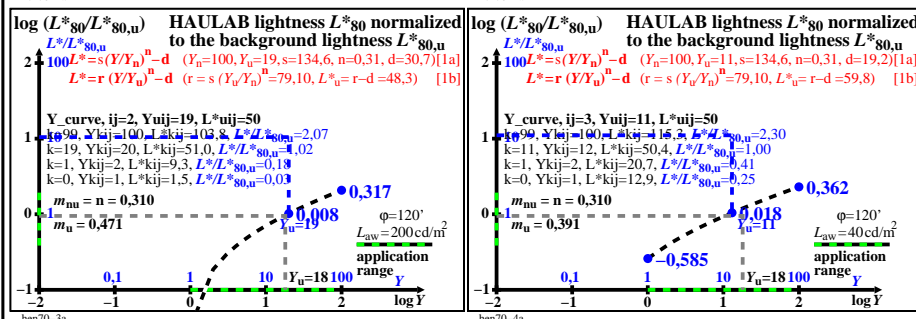 log (L*80/L*80,u)
HAULAB lightness L*80 normalized
to the background lightness L*80,u
L*/L*80,u
2
100
L*=s(Y/Yn)^n−d (Yn=100, Yu=19, s=134,6, n=0,31, d=30,7)[1a]
L*=r (Y/Yu)^n−d (r = s (Yu/Yn)^n=79,10, L*u= r−d =48,3) [1b]
Y_curve, ij=2, Yuij=19, L*uij=50
1
10
k=99, Ykij=100, L*kij=103,8, L*/L*80,u=2,07
k=19, Ykij=20, L*kij=51,0, L*/L*80,u=1,02
k=1, Ykij=2, L*kij=9,3, L*/L*80,u=0,18
k=0, Ykij=1, L*kij=1,5, L*/L*80,u=0,03
mnu = n = 0,310
0,317
0
1
0,008
mu = 0,471
Yu=19
φ=120’
Law=200cd/m2
application
range
0,1
1
10
Yu=18
100
Y
−1
−2
−1
0
1
2
log Y
ben70−3a
log (L*80/L*80,u)
HAULAB lightness L*80 normalized
to the background lightness L*80,u
L*/L*80,u
2
100
L*=s(Y/Yn)^n−d (Yn=100, Yu=11, s=134,6, n=0,31, d=19,2)[1a]
L*=r (Y/Yu)^n−d (r = s (Yu/Yn)^n=79,10, L*u= r−d =59,8) [1b]
Y_curve, ij=3, Yuij=11, L*uij=50
1
10
k=99, Ykij=100, L*kij=115,3, L*/L*80,u=2,30
k=11, Ykij=12, L*kij=50,4, L*/L*80,u=1,00
k=1, Ykij=2, L*kij=20,7, L*/L*80,u=0,41
k=0, Ykij=1, L*kij=12,9, L*/L*80,u=0,25
mnu = n = 0,310
0,362
0
1
0,018
mu = 0,391
Yu=11
φ=120’
Law=40cd/m2
−0,585
application
range
0,1
1
10
Yu=18
100
Y
−1
−2
−1
0
1
2
log Y
ben70−4a